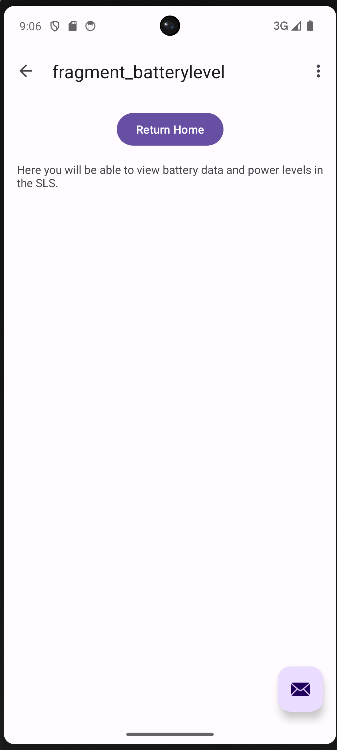 9:06
3G
fragment_batterylevel
Return Home
Here you will be able to view battery data and power levels in
the SLS.